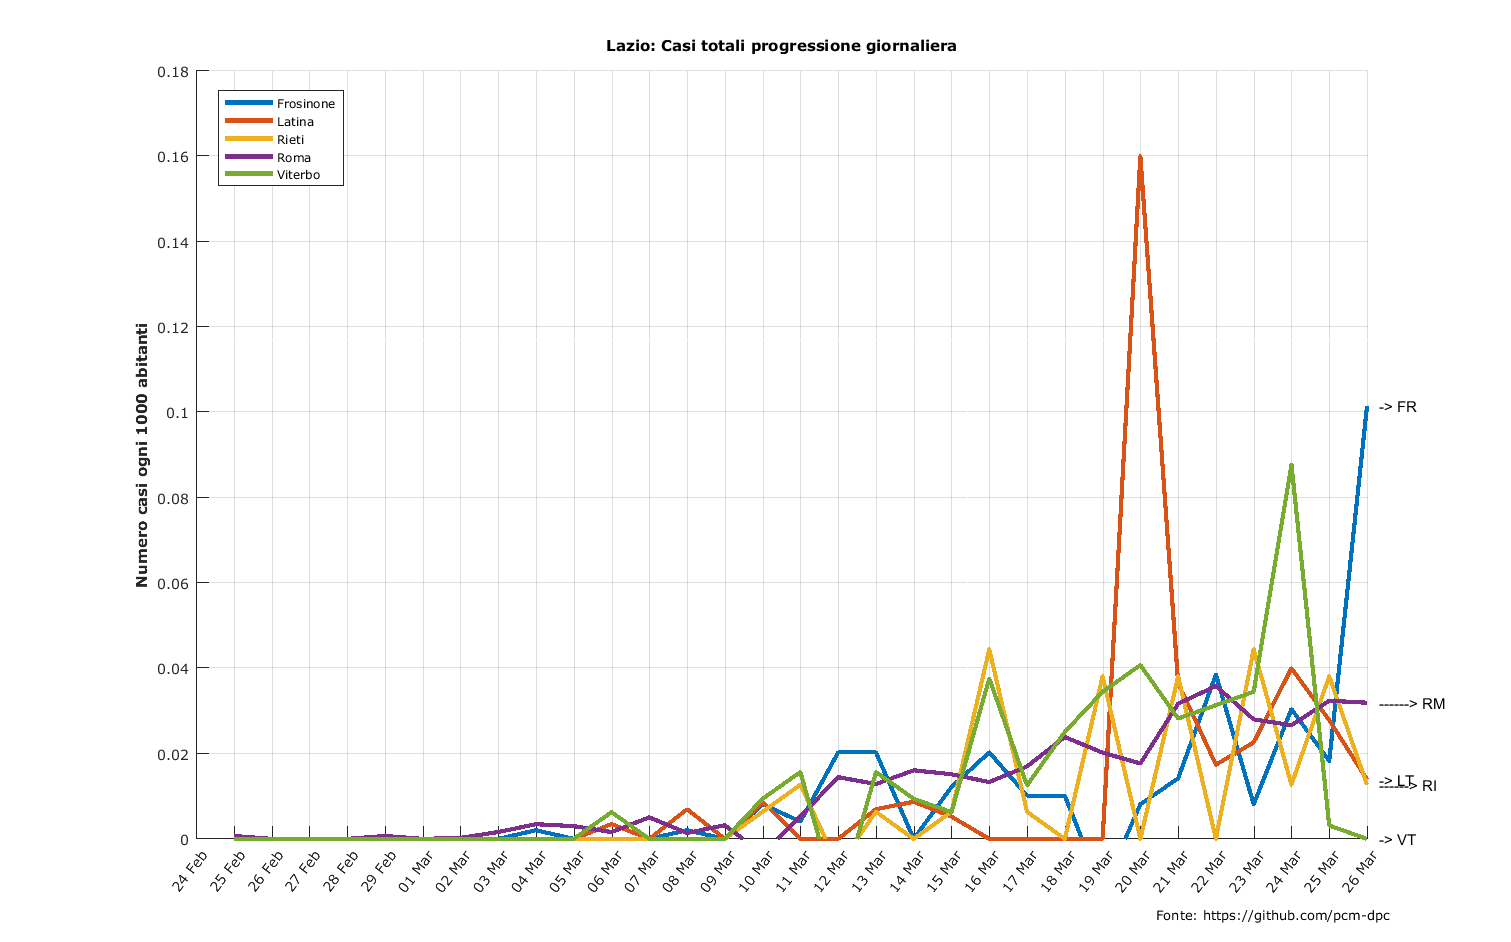 Lazio: Casi totali progressione giornaliera
Numero casi ogni 1000 abitanti
0.18
0.16
0.14
0.12
0.1
0.08
0.06
0.04
0.02
0
Frosinone
Latina
Rieti
Roma
Viterbo
-> FR
------> RM
-> LT
------> RI
-> VT
24 Feb
25 Feb
26 Feb
27 Feb
28 Feb
29 Feb
01 Mar
02 Mar
03 Mar
04 Mar
05 Mar
06 Mar
07 Mar
08 Mar
09 Mar
10 Mar
11 Mar
12 Mar
13 Mar
14 Mar
15 Mar
16 Mar
17 Mar
18 Mar
19 Mar
20 Mar
21 Mar
22 Mar
23 Mar
24 Mar
25 Mar
26 Mar
Fonte: https://github.com/pcm-dpc